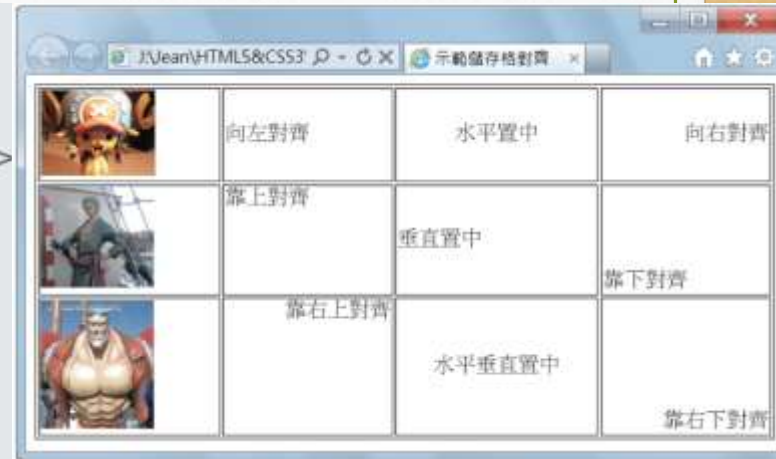 J:\Jean\HTML5&CSS3\
示範儲存格對齊
向左對齊
水平置中
向右對齊
靠上對齊
垂直置中
靠下對齊
靠右上對齊
水平垂直置中
靠右下對齊